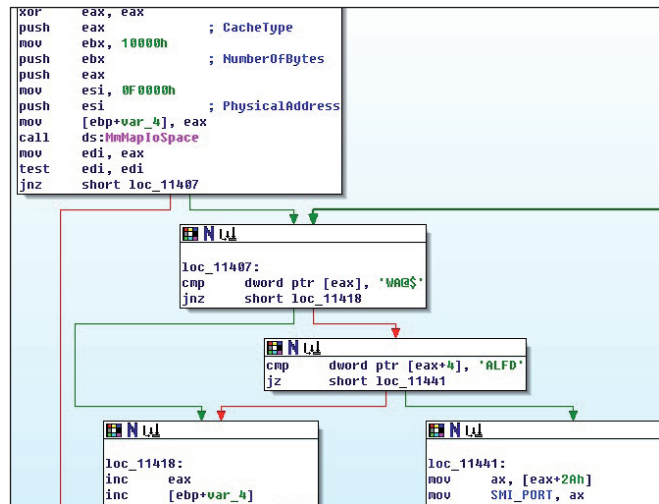 xor eax, eax
push eax ; CacheType
mov ebx, 10000h
push ebx ; NumberOfBytes
push eax
mov esi, 0F0000h
push esi ; PhysicalAddress
mov [ebp+var_4], eax
call ds:MmMapIoSpace
mov edi, eax
test edi, edi
jnz short loc_11407
loc_11407:
cmp dword ptr [eax], 'WA@$'
jnz short loc_11418
cmp dword ptr [eax+4], 'ALFD'
jz short loc_11441
loc_11418:
inc eax
inc [ebp+var_4]
loc_11441:
mov ax, [eax+2Ah]
mov SMI_PORT, ax